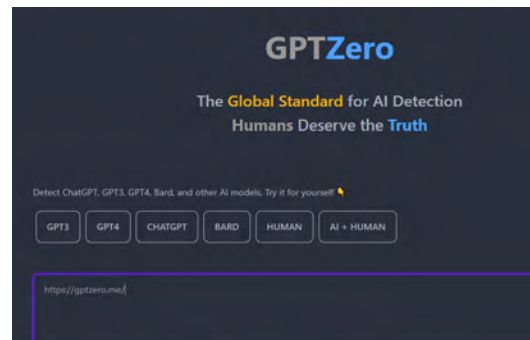 GPTZero
The Global Standard for AI Detection
Humans Deserve the Truth
Detect ChatGPT, GPT3, GPT4, Bard, and other AI models. Try it for yourself 👇
GPT3 GPT4 CHATGPT BARD HUMAN AI + HUMAN
https://gptzero.me/